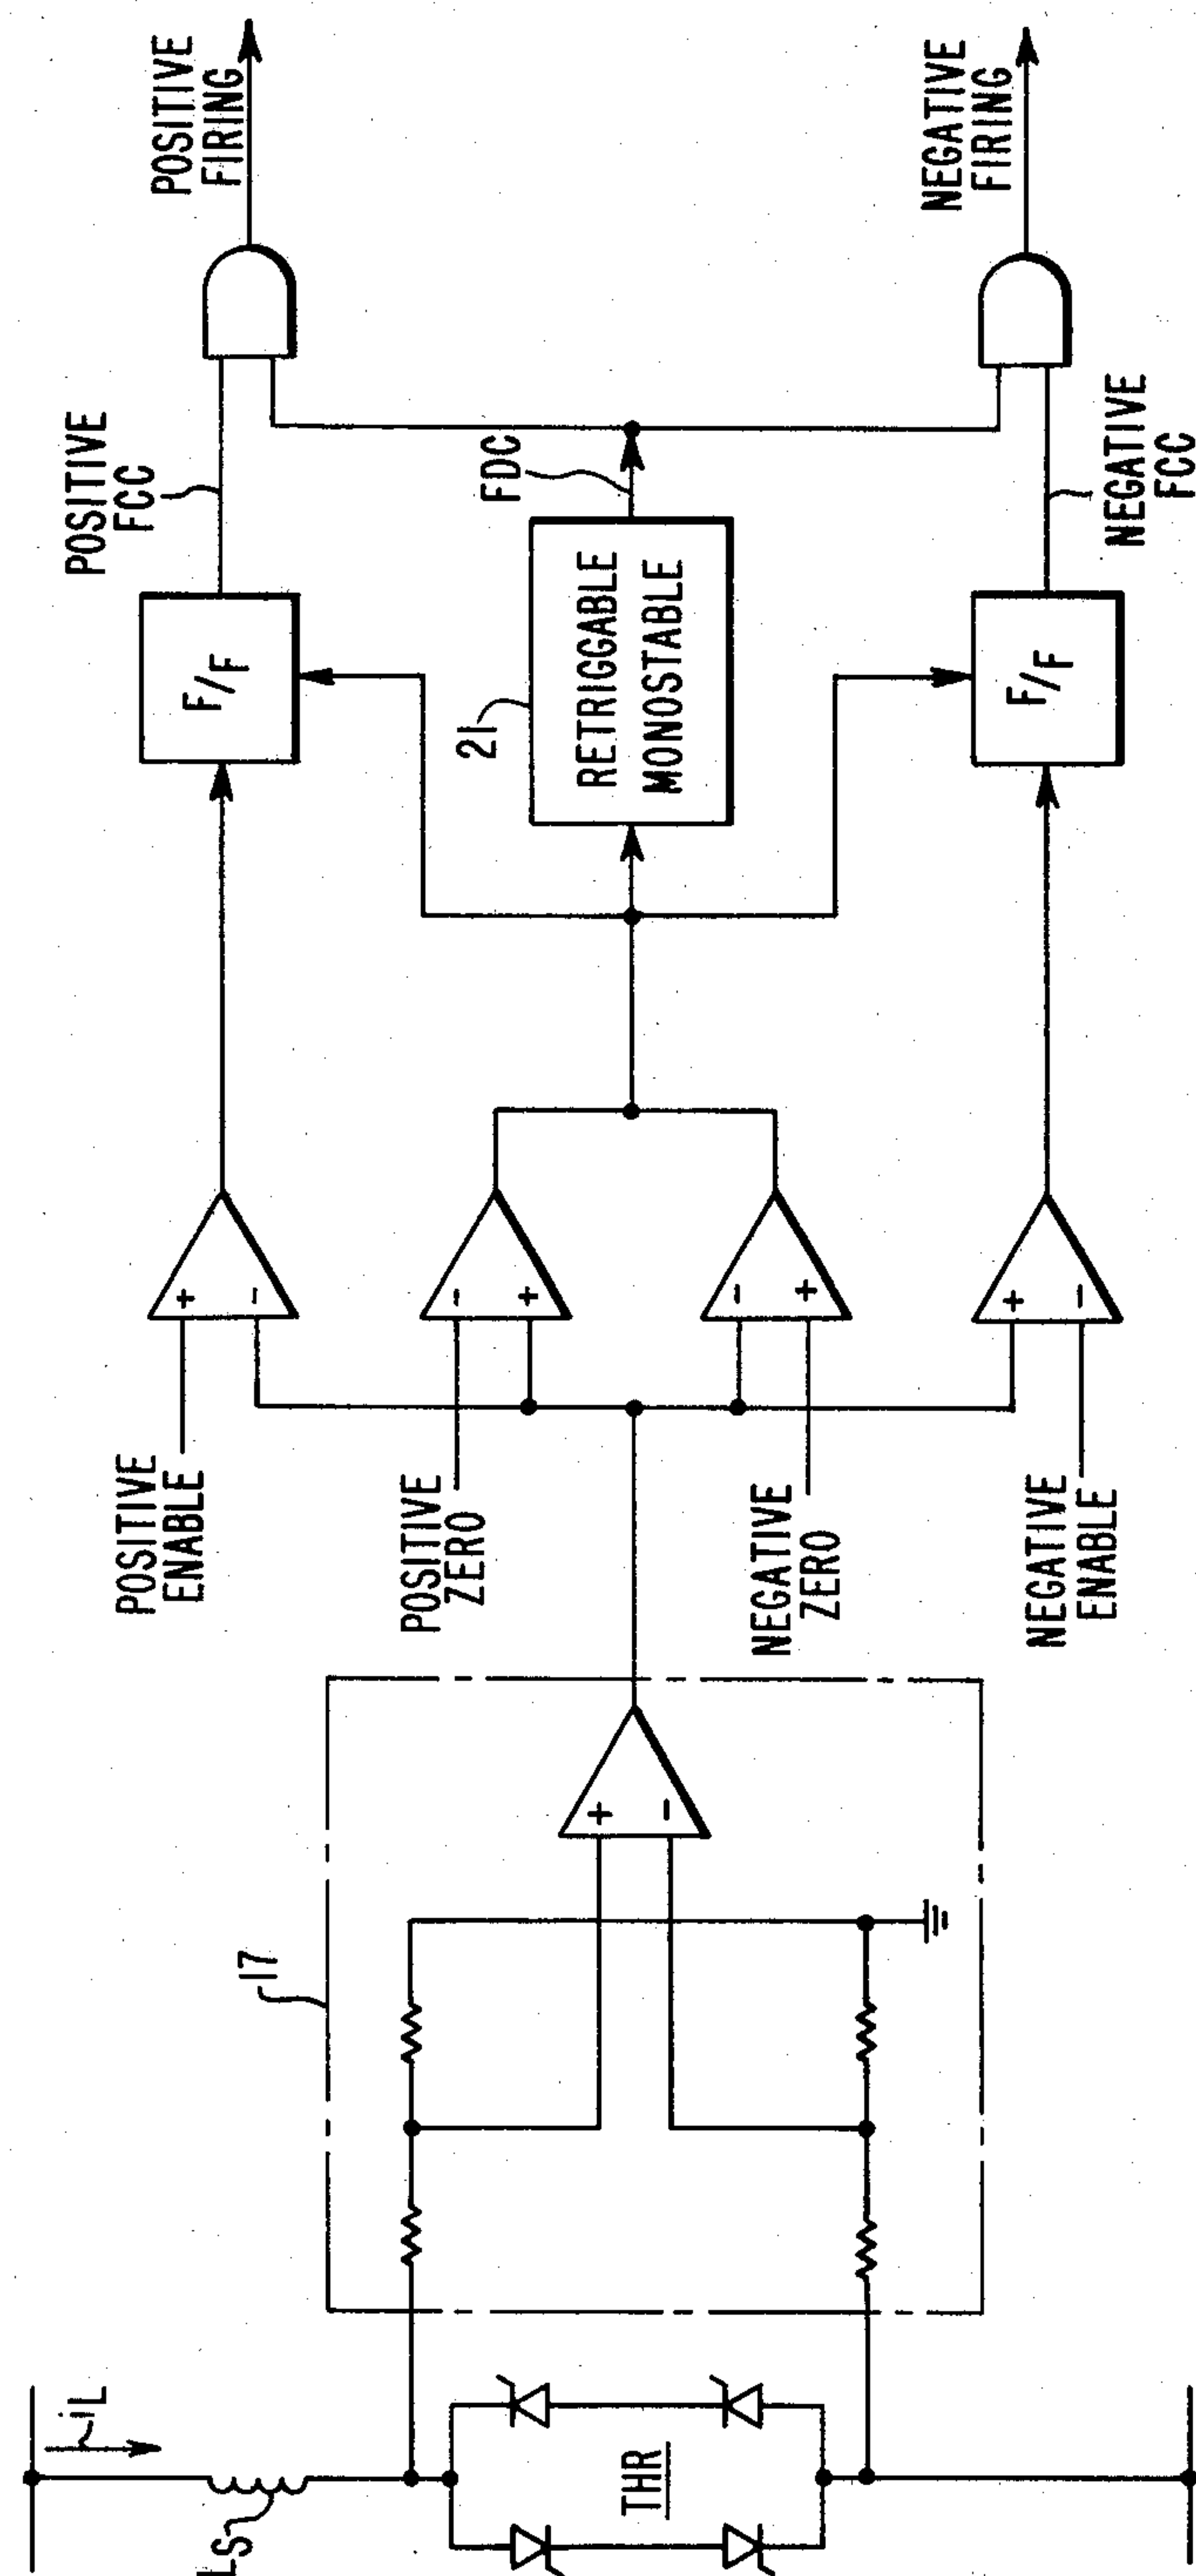 POSITIVE
FIRING
NEGATIVE
FIRING
POSITIVE
FCC
FDC
NEGATIVE
FCC
F/F
21
RETRIGGABLE
MONOSTABLE
F/F
+
-
-
+
-
+
+
-
POSITIVE
ENABLE
POSITIVE
ZERO
NEGATIVE
ZERO
NEGATIVE
ENABLE
+
-
17
iL
LS
THR